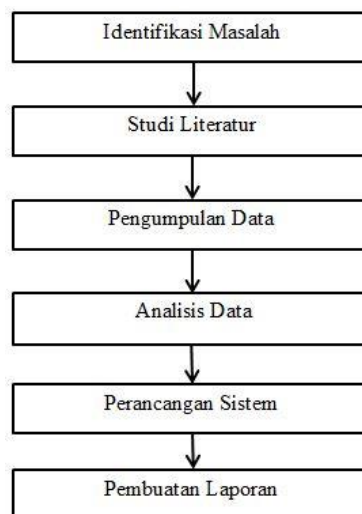 Identifikasi Masalah
Studi Literatur
Pengumpulan Data
Analisis Data
Perancangan Sistem
Pembuatan Laporan